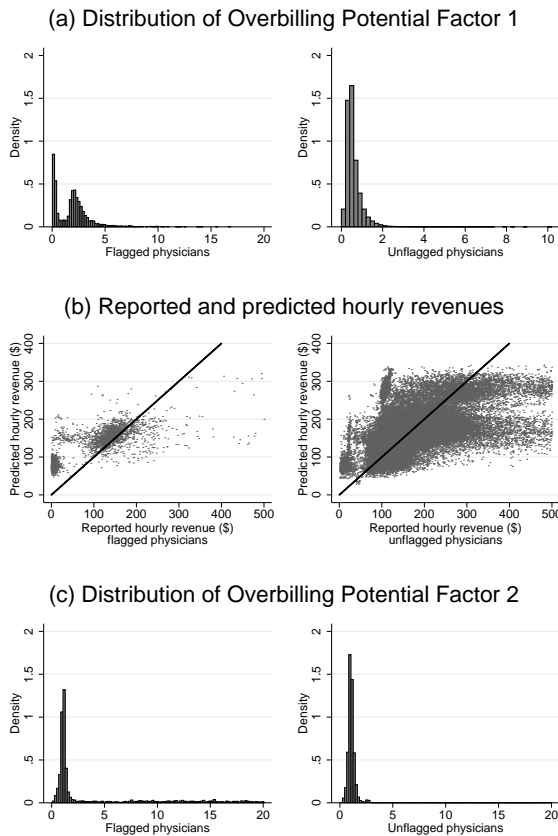 (a) Distribution of Overbilling Potential Factor 1
Density
0 .5 1 1.5 2
0 5 10 15 20
Flagged physicians
Density
0 .5 1 1.5 2
0 2 4 6 8 10
Unflagged physicians
(b) Reported and predicted hourly revenues
Predicted hourly revenue ($)
0 100 200 300 400
0 100 200 300 400 500
Reported hourly revenue ($)
flagged physicians
Predicted hourly revenue ($)
0 100 200 300 400
0 100 200 300 400 500
Reported hourly revenue ($)
unflagged physicians
(c) Distribution of Overbilling Potential Factor 2
Density
0 .5 1 1.5 2
0 5 10 15 20
Flagged physicians
Density
0 .5 1 1.5 2
0 5 10 15 20
Unflagged physicians